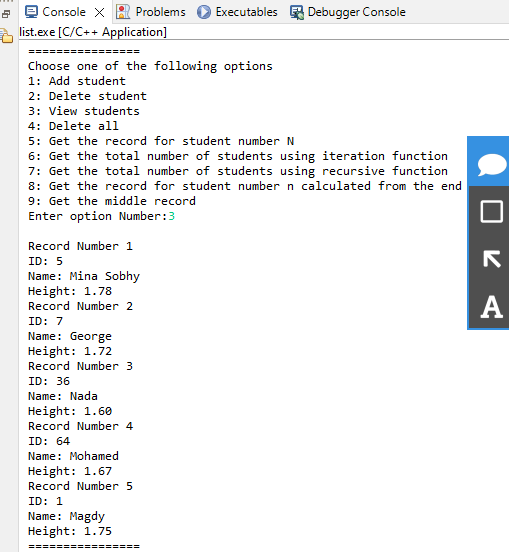 Console Problems Executables Debugger Console
list.exe [C/C++ Application]
================
Choose one of the following options
1: Add student
2: Delete student
3: View students
4: Delete all
5: Get the record for student number N
6: Get the total number of students using iteration function
7: Get the total number of students using recursive function
8: Get the record for student number n calculated from the end
9: Get the middle record
Enter option Number:3
Record Number 1
ID: 5
Name: Mina Sobhy
Height: 1.78
Record Number 2
ID: 7
Name: George
Height: 1.72
Record Number 3
ID: 36
Name: Nada
Height: 1.60
Record Number 4
ID: 64
Name: Mohamed
Height: 1.67
Record Number 5
ID: 1
Name: Magdy
Height: 1.75
================
A